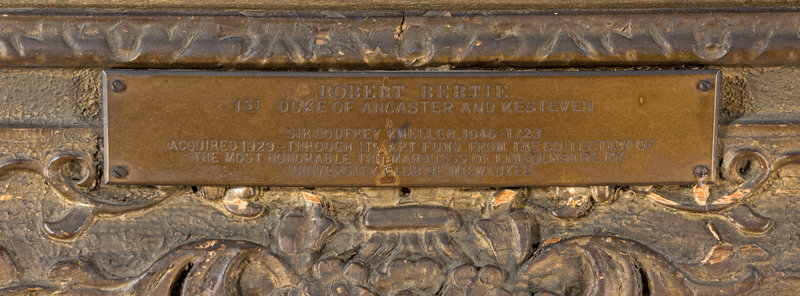 ROBERT BERTIE
1ST DUKE OF ANCASTER AND KESTEVEN
SIR GODFREY KNELLER, 1646-1723
ACQUIRED 1929 - THROUGH ITS ART FUND FROM THE COLLECTION OF
THE MOST HONORABLE THE MARQUESS OF LINCOLNSHIRE BY
UNIVERSITY CLUB OF MILWAUKEE